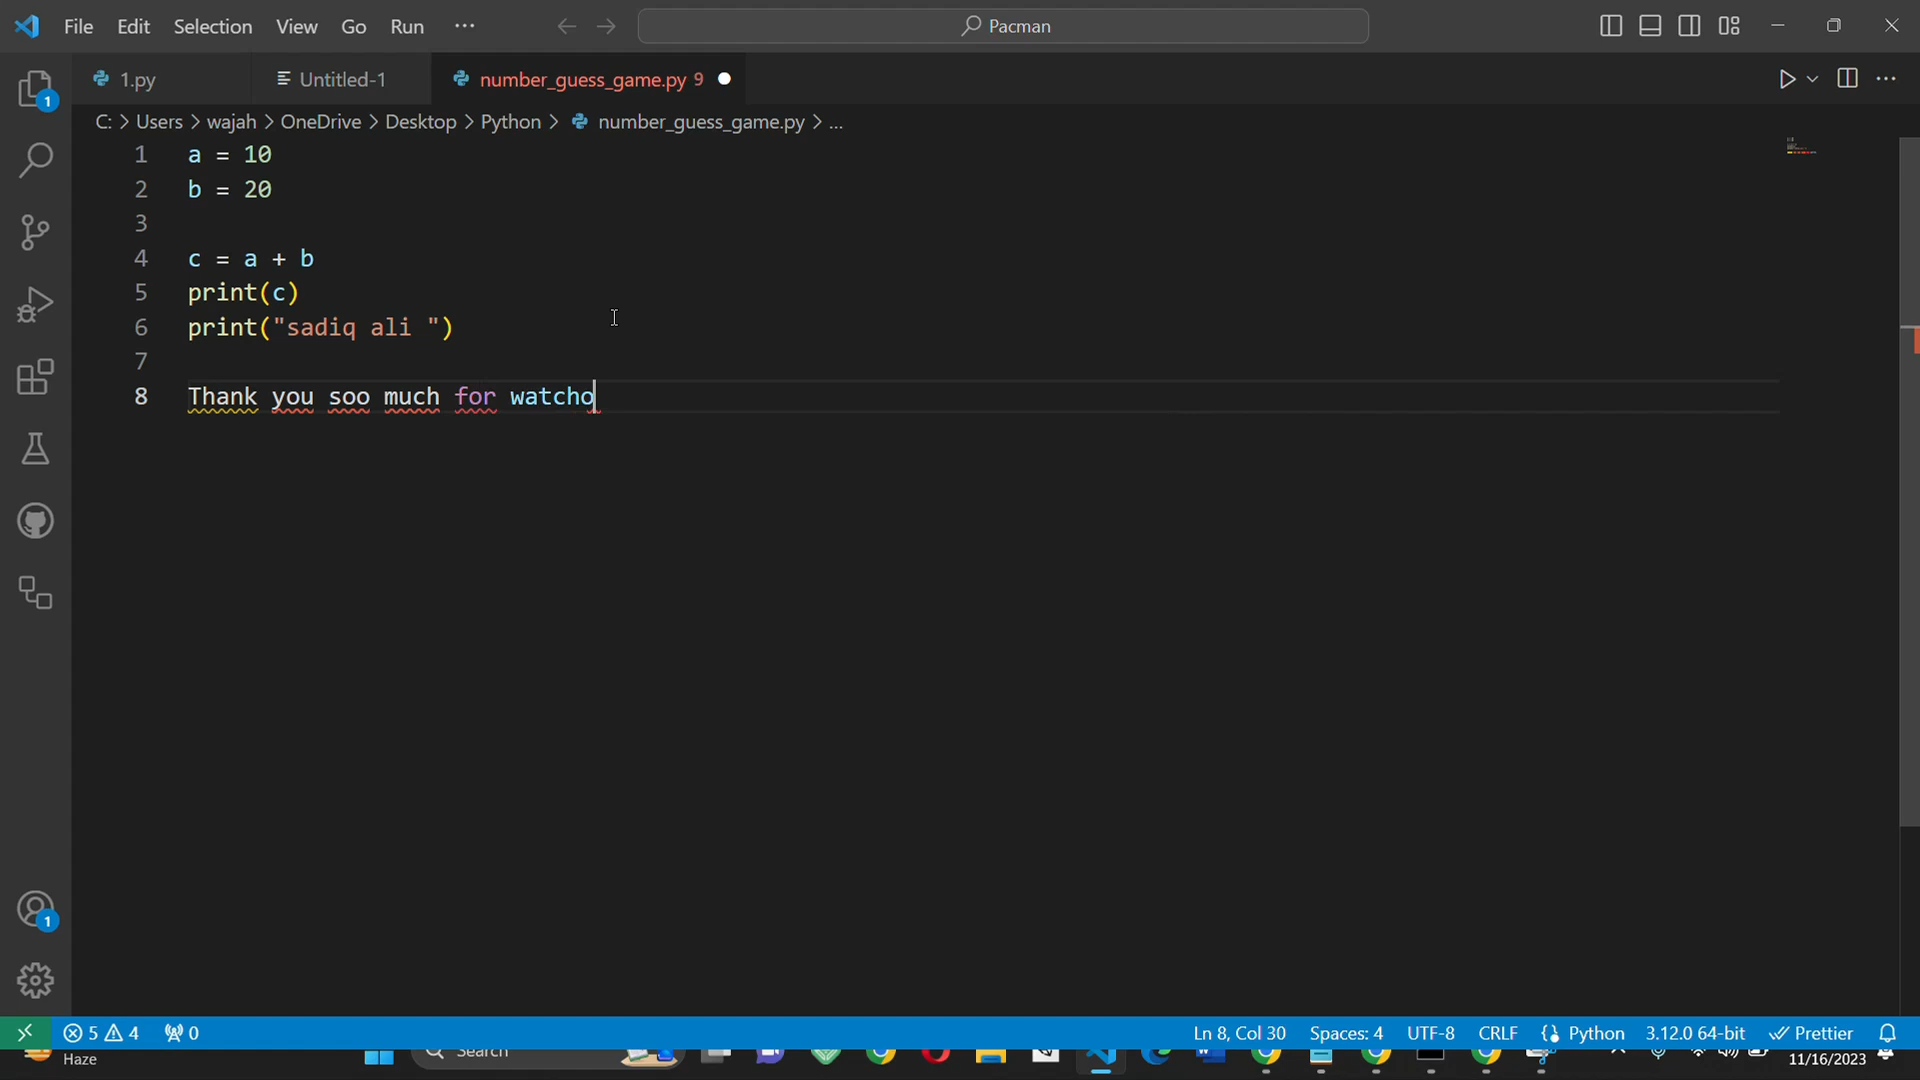 File Edit Selection View Go Run ··· Pacman
1.py Untitled-1 number_guess_game.py 9
C: > Users > wajah > OneDrive > Desktop > Python > number_guess_game.py > ...
1 a = 10
2 b = 20
3
4 c = a + b
5 print(c)
6 print("sadiq ali ")
7
8 Thank you soo much for watcho
1
1
5 4 0 Ln 8, Col 30 Spaces: 4 UTF-8 CRLF {} Python 3.12.0 64-bit Prettier
Haze Search 11/16/2023